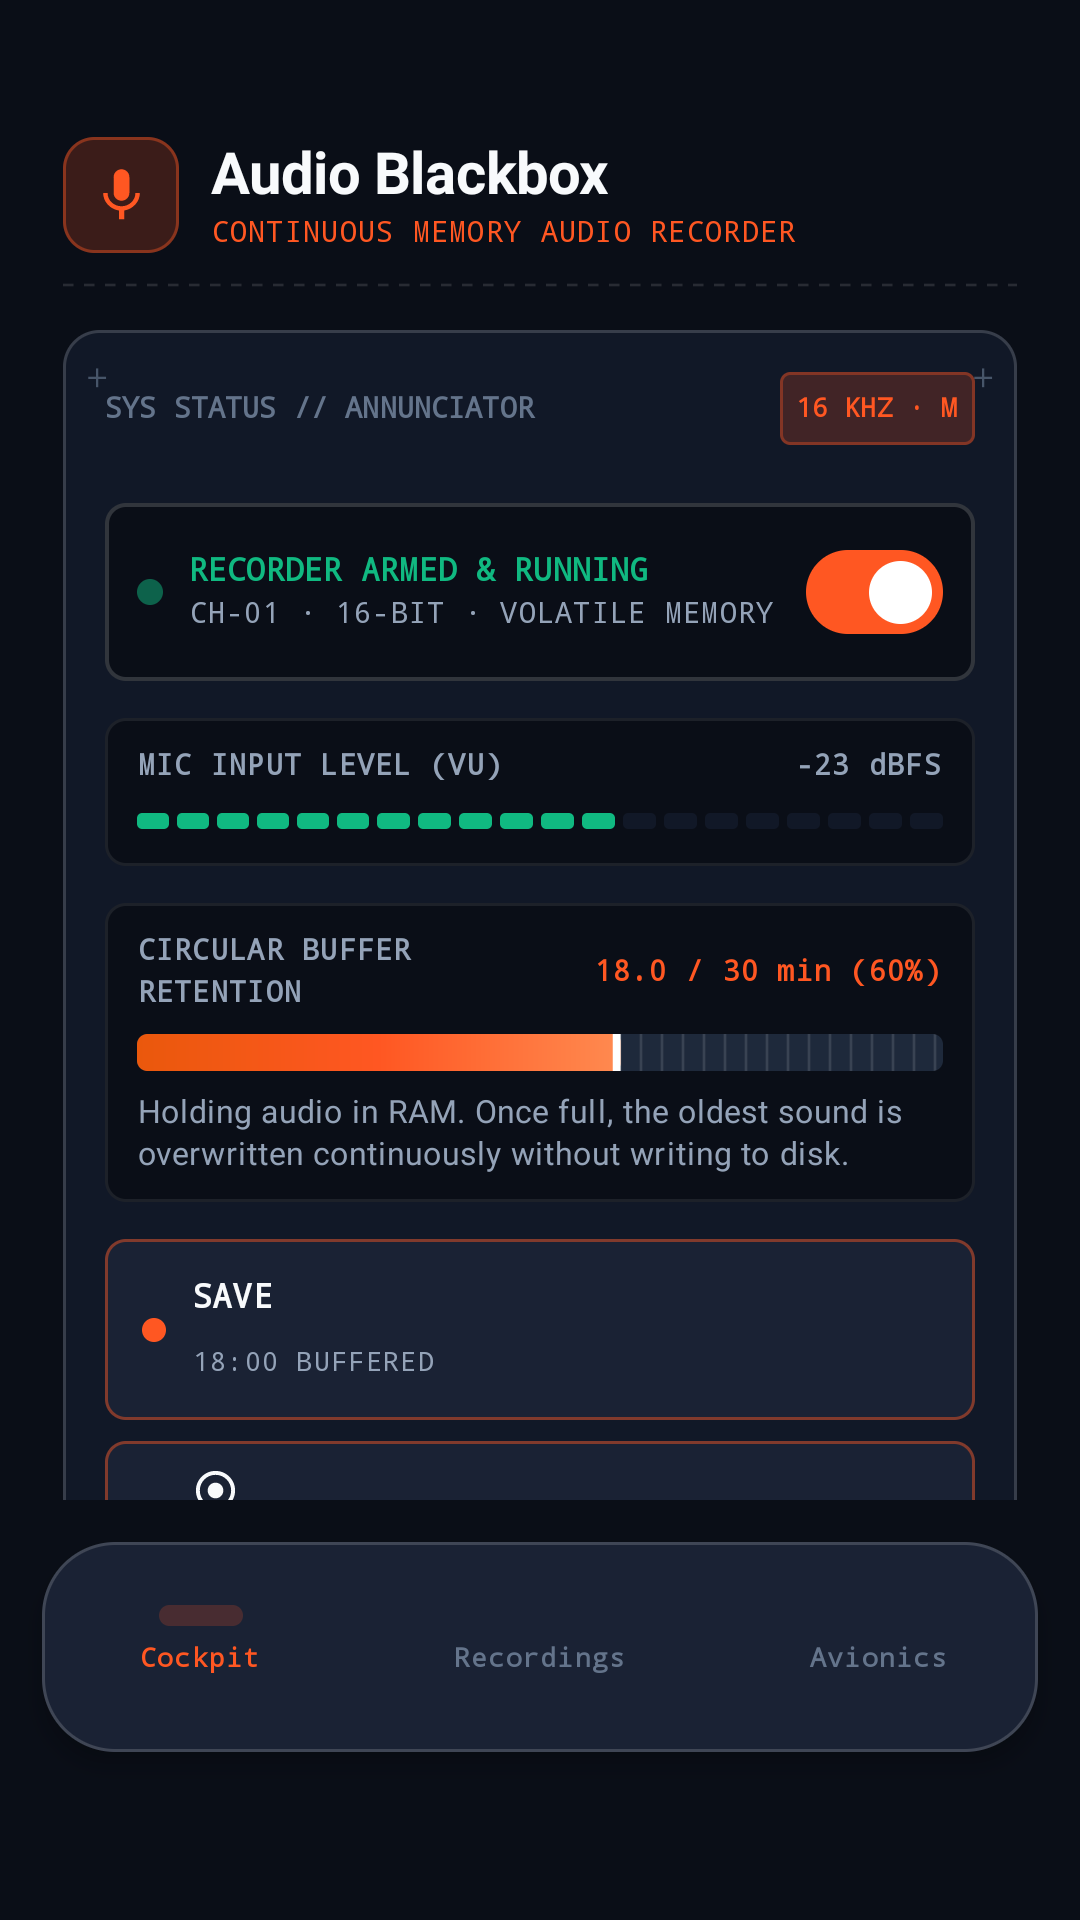 Audio Blackbox
CONTINUOUS MEMORY AUDIO RECORDER
SYS STATUS // ANNUNCIATOR
16 KHZ · M
RECORDER ARMED & RUNNING
CH-01 · 16-BIT · VOLATILE MEMORY
MIC INPUT LEVEL (VU)
-23 dBFS
CIRCULAR BUFFER
RETENTION
18.0 / 30 min (60%)
Holding audio in RAM. Once full, the oldest sound is
overwritten continuously without writing to disk.
SAVE
18:00 BUFFERED
Cockpit
Recordings
Avionics